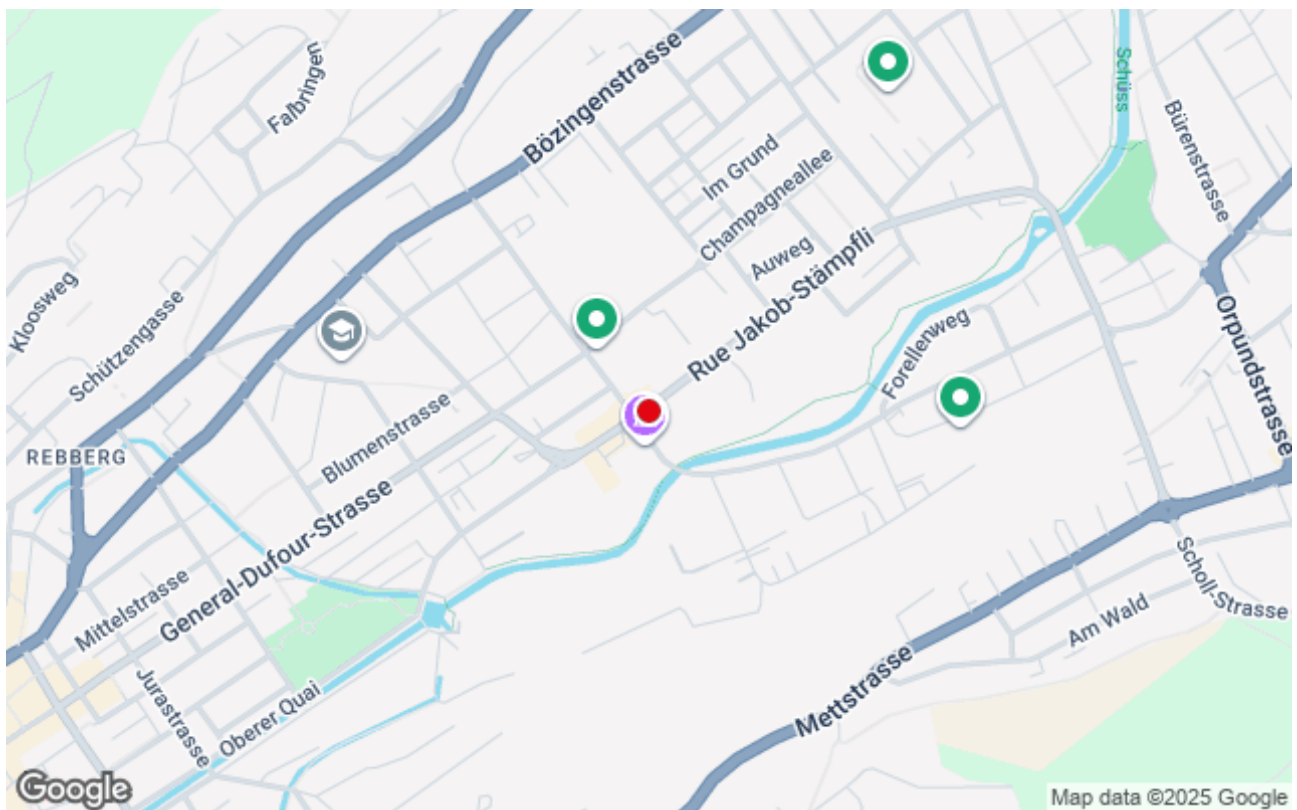 Falbringen
Bözingenstrasse
Schüss
Bürenstrasse
Im Grund
Champagneallee
Auweg
Rue Jakob-Stämpfli
Kloosweg
Schützengasse
Forellenweg
Orpundstrasse
REBBERG
Blumenstrasse
General-Dufour-Strasse
Mittelstrasse
Jurastrasse
Oberer Quai
Scholl-Strasse
Am Wald
Mettstrasse
Google
Map data ©2025 Google